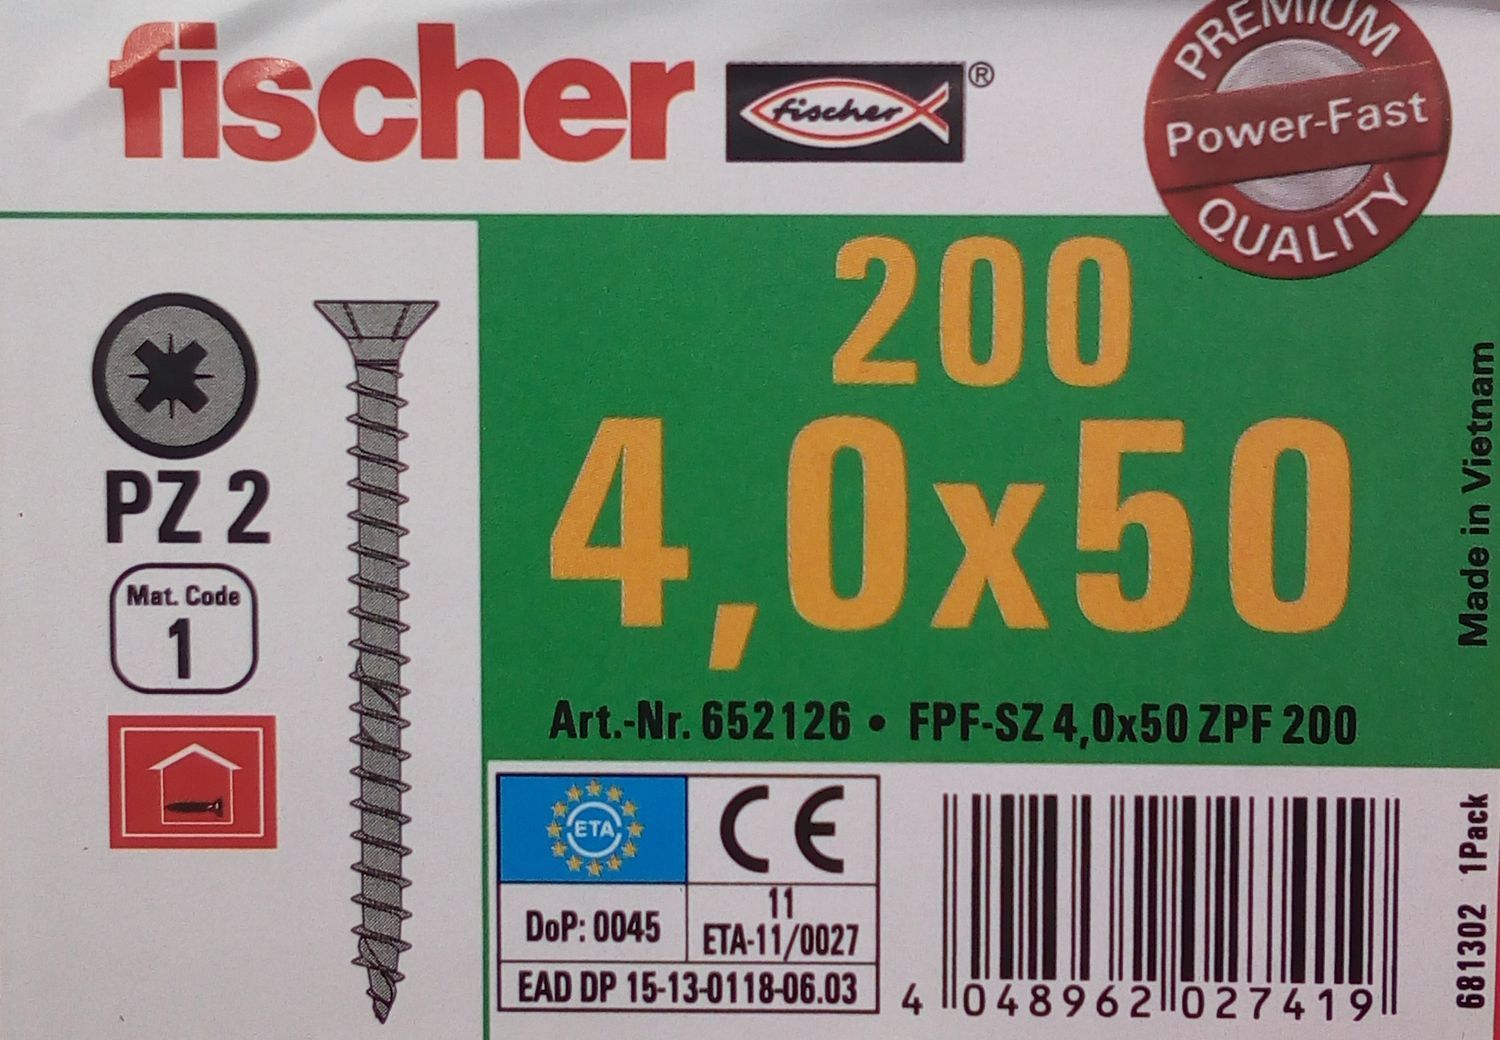 fischer
fischer ®
PREMIUM
Power-Fast
QUALITY
200
4,0x50
Art.-Nr. 652126 • FPF-SZ 4,0x50 ZPF 200
PZ 2
Mat. Code
1
ETA
CE
DoP: 0045
11
ETA-11/0027
EAD DP 15-13-0118-06.03
4 048962 027419
Made in Vietnam
681302 1Pack